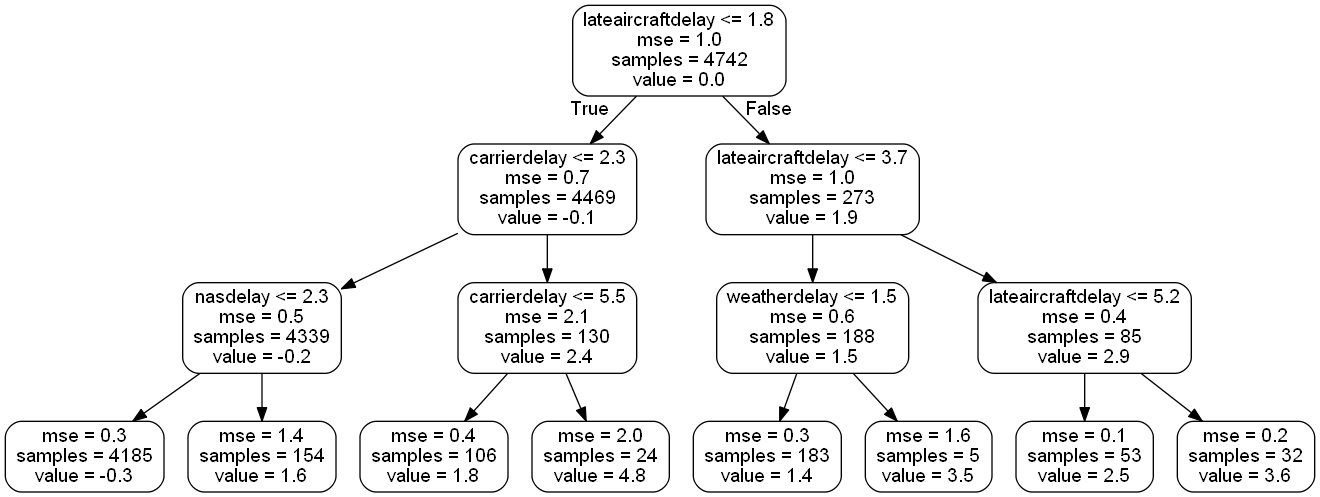 lateaircraftdelay <= 1.8
mse = 1.0
samples = 4742
value = 0.0
True
False
carrierdelay <= 2.3
mse = 0.7
samples = 4469
value = -0.1
lateaircraftdelay <= 3.7
mse = 1.0
samples = 273
value = 1.9
nasdelay <= 2.3
mse = 0.5
samples = 4339
value = -0.2
carrierdelay <= 5.5
mse = 2.1
samples = 130
value = 2.4
weatherdelay <= 1.5
mse = 0.6
samples = 188
value = 1.5
lateaircraftdelay <= 5.2
mse = 0.4
samples = 85
value = 2.9
mse = 0.3
samples = 4185
value = -0.3
mse = 1.4
samples = 154
value = 1.6
mse = 0.4
samples = 106
value = 1.8
mse = 2.0
samples = 24
value = 4.8
mse = 0.3
samples = 183
value = 1.4
mse = 1.6
samples = 5
value = 3.5
mse = 0.1
samples = 53
value = 2.5
mse = 0.2
samples = 32
value = 3.6